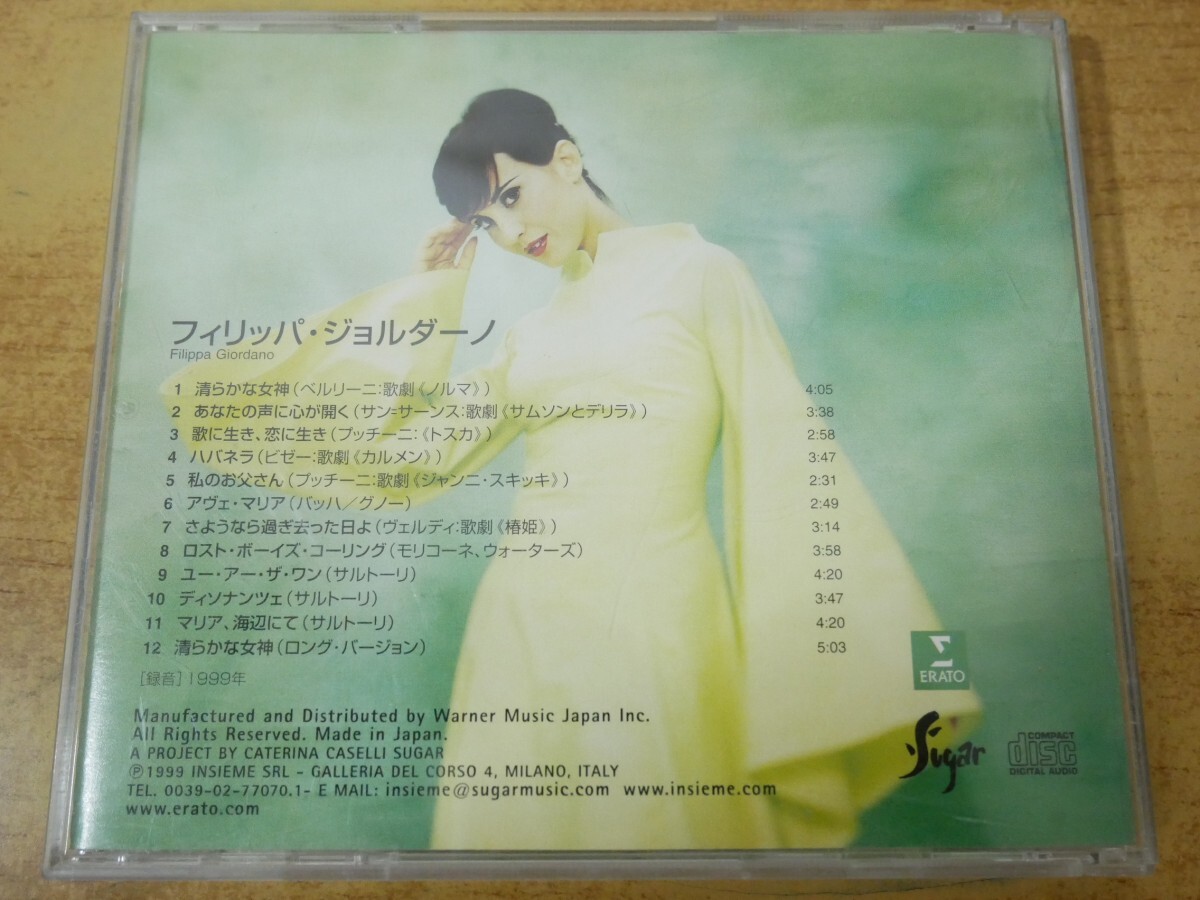 フィリッパ・ジョルダーノ
Filippa Giordano
1 清らかな女神(ベルリーニ:歌劇《ノルマ》) 4:05
2 あなたの声に心が開く(サン=サーンス:歌劇《サムソンとデリラ》) 3:38
3 歌に生き、恋に生き(プッチーニ:《トスカ》) 2:58
4 ハバネラ(ビゼー:歌劇《カルメン》) 3:47
5 私のお父さん(プッチーニ:歌劇《ジャンニ・スキッキ》) 2:31
6 アヴェ・マリア(バッハ/グノー) 2:49
7 さようなら過ぎ去った日よ(ヴェルディ:歌劇《椿姫》) 3:14
8 ロスト・ボーイズ・コーリング(モリコーネ、ウォーターズ) 3:58
9 ユー・アー・ザ・ワン(サルトーリ) 4:20
10 ディソナンツェ(サルトーリ) 3:47
11 マリア、海辺にて(サルトーリ) 4:20
12 清らかな女神(ロング・バージョン) 5:03
[録音]1999年
ERATO
Manufactured and Distributed by Warner Music Japan Inc.
All Rights Reserved. Made in Japan.
A PROJECT BY CATERINA CASELLI SUGAR
℗1999 INSIEME SRL - GALLERIA DEL CORSO 4, MILANO, ITALY
TEL. 0039-02-77070.1- E MAIL: insieme@sugarmusic.com www.insieme.com
www.erato.com
Sugar
COMPACT
disc
DIGITAL AUDIO